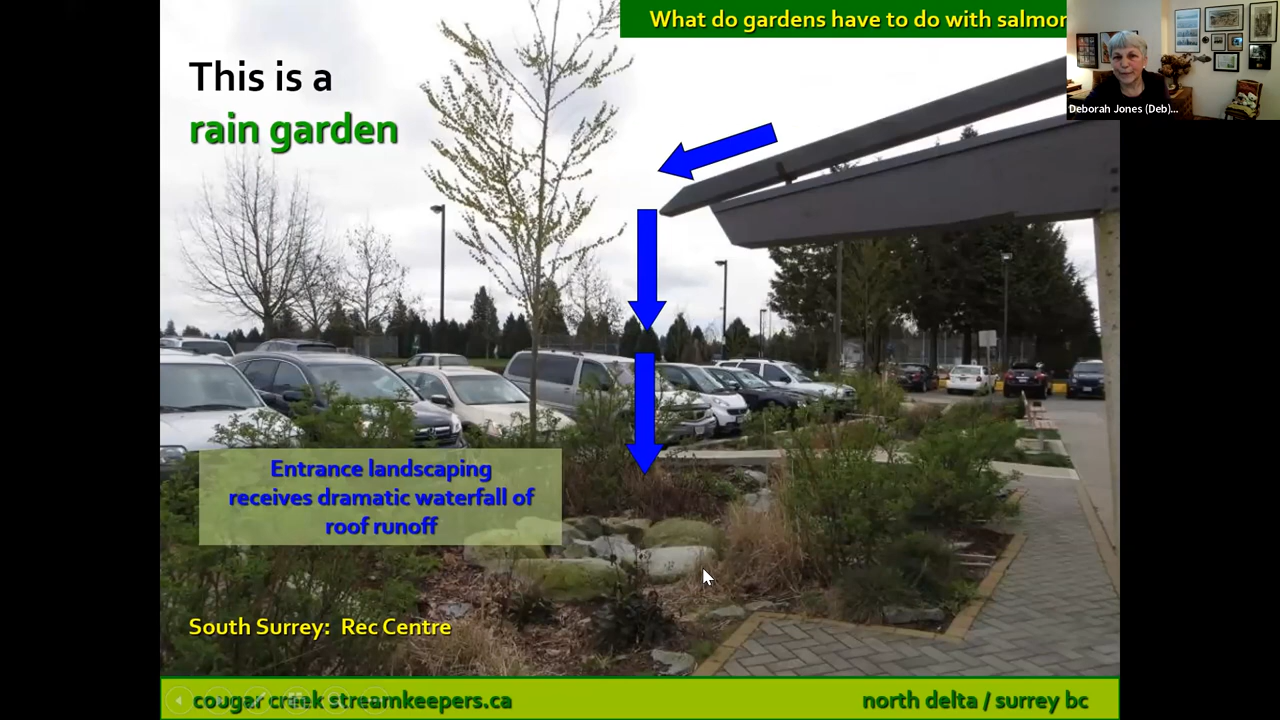 What do gardens have to do with salmon
This is a
rain garden
Deborah Jones (Deb)...
Entrance landscaping
receives dramatic waterfall of
roof runoff
South Surrey: Rec Centre
cougar creek streamkeepers.ca
north delta / surrey bc